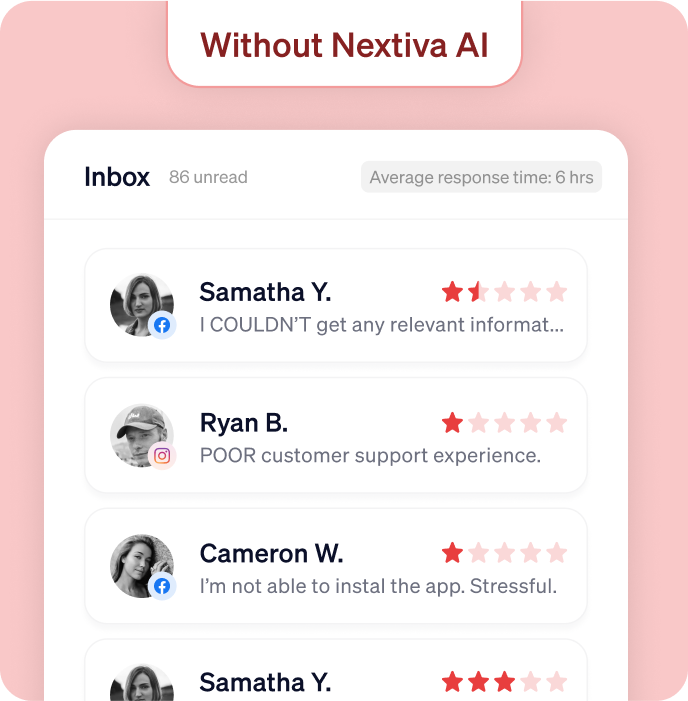 Without Nextiva AI
Inbox 86 unread Average response time: 6 hrs
Samatha Y.
I COULDN’T get any relevant informat...
Ryan B.
POOR customer support experience.
Cameron W.
I’m not able to instal the app. Stressful.
Samatha Y.